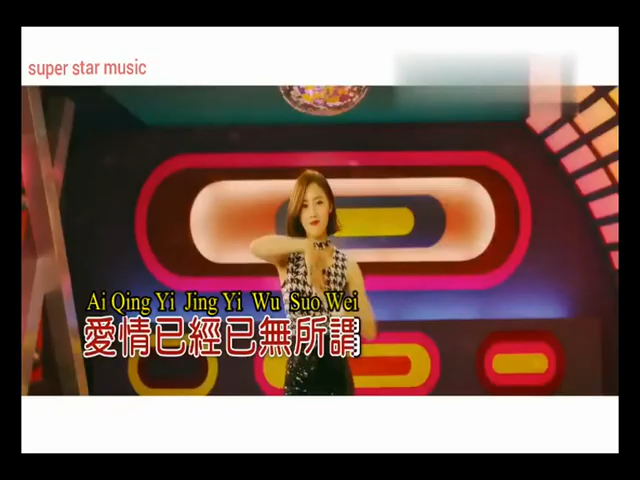 super star music
Ai Qing Yi Jing Yi Wu Suo Wei
愛情已經已無所謂